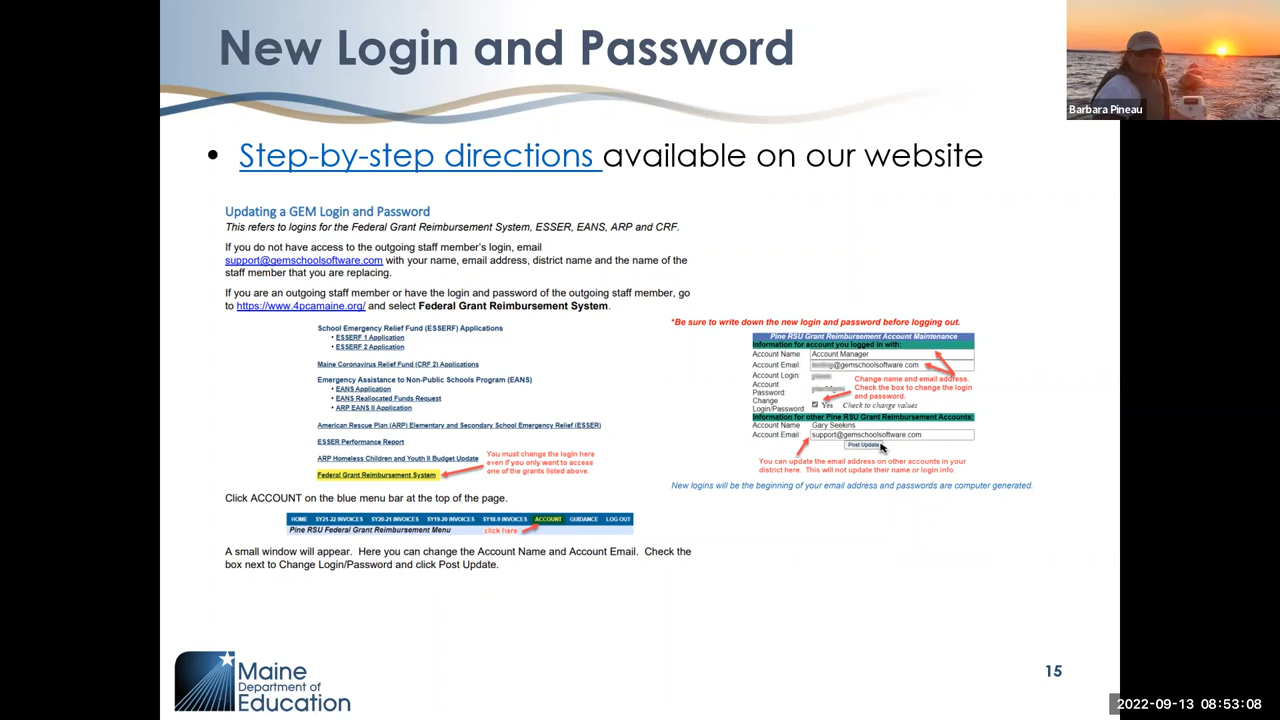 New Login and Password
Barbara Pineau
• Step-by-step directions available on our website
Updating a GEM Login and Password
This refers to logins for the Federal Grant Reimbursement System, ESSER, EANS, ARP and CRF.
If you do not have access to the outgoing staff member's login, email
support@gemschoolsoftware.com with your name, email address, district name and the name of the
staff member that you are replacing.
If you are an outgoing staff member or have the login and password of the outgoing staff member, go
to https://www.4pcamaine.org/ and select Federal Grant Reimbursement System.
School Emergency Relief Fund (ESSERF) Applications
• ESSERF 1 Application
• ESSERF 2 Application
Maine Coronavirus Relief Fund (CRF 2) Applications
Emergency Assistance to Non-Public Schools Program (EANS)
• EANS Application
• EANS Reallocated Funds Request
• ARP EANS II Application
American Rescue Plan (ARP) Elementary and Secondary School Emergency Relief (ESSER)
ESSER Performance Report
ARP Homeless Children and Youth II Budget Update
Federal Grant Reimbursement System
You must change the login here
even if you only want to access
one of the grants listed above.
Click ACCOUNT on the blue menu bar at the top of the page.
HOME SY21-22 INVOICES SY20-21 INVOICES SY19-20 INVOICES SY18-9 INVOICES ACCOUNT GUIDANCE LOG OUT
Pine RSU Federal Grant Reimbursement Menu click here
A small window will appear. Here you can change the Account Name and Account Email. Check the
box next to Change Login/Password and click Post Update.
*Be sure to write down the new login and password before logging out.
Pine RSU Grant Reimbursement Account Maintenance
Information for account you logged in with:
Account Name Account Manager
Account Email: @gemschoolsoftware.com
Account Login:
Account
Password:
Change
Login/Password Yes Check to change values
Change name and email address.
Check the box to change the login
and password.
Information for other Pine RSU Grant Reimbursement Accounts:
Account Name Gary Seekins
Account Email: support@gemschoolsoftware.com
Post Update
You can update the email address on other accounts in your
district here. This will not update their name or login info.
New logins will be the beginning of your email address and passwords are computer generated.
Maine
Department of
Education
15
2022-09-13 08:53:08